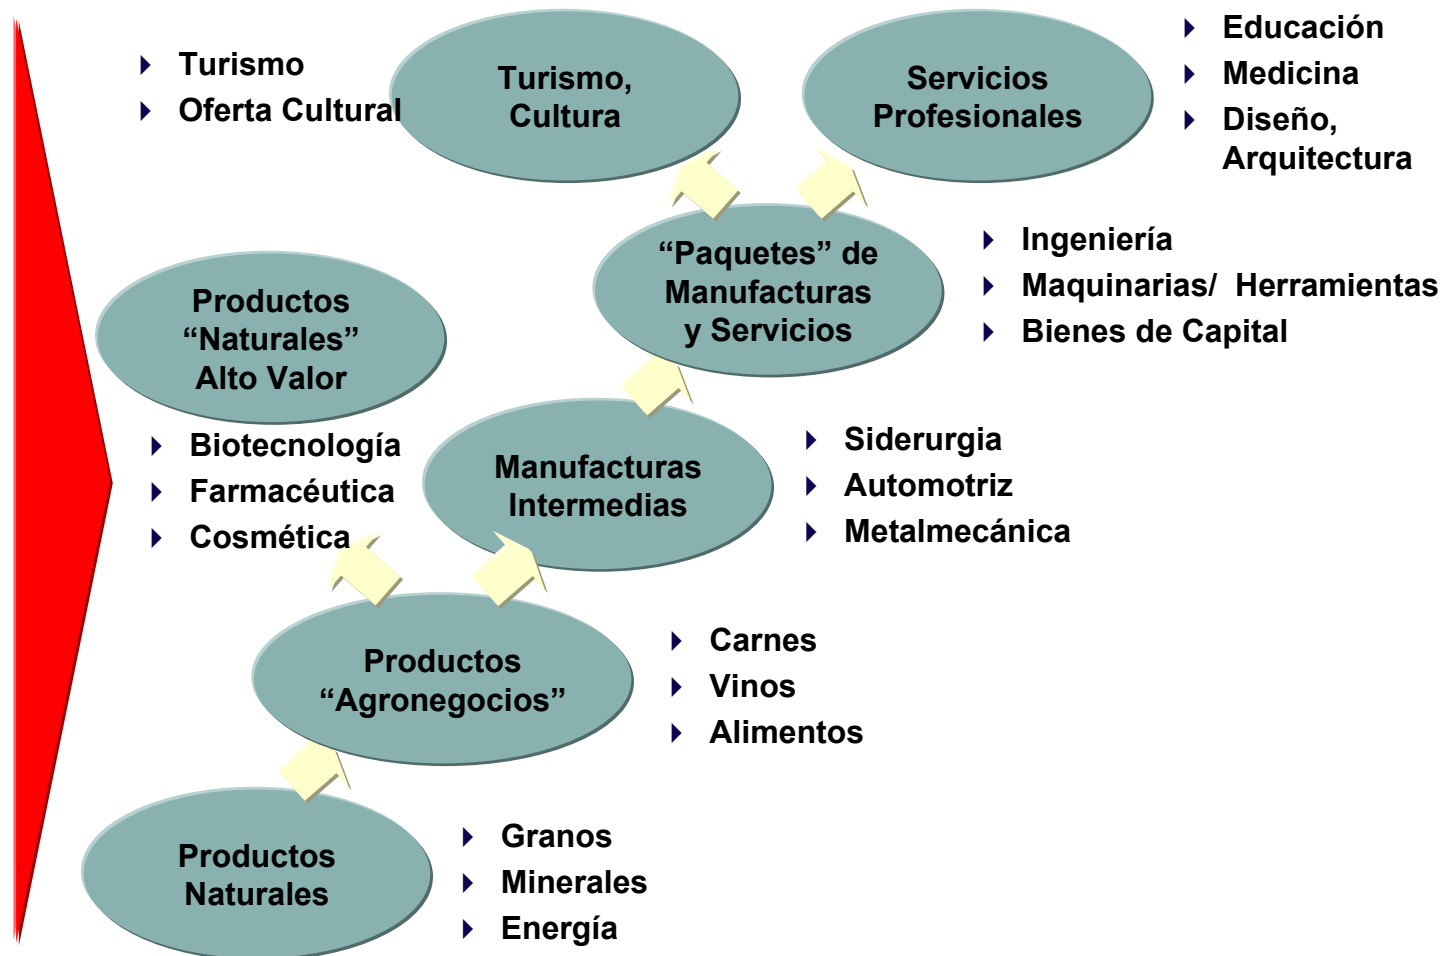 Turismo
Oferta Cultural
Turismo,
Cultura
Servicios
Profesionales
Educación
Medicina
Diseño,
Arquitectura
“Paquetes” de
Manufacturas
y Servicios
Ingeniería
Maquinarias/ Herramientas
Bienes de Capital
Productos
“Naturales”
Alto Valor
Biotecnología
Farmacéutica
Cosmética
Manufacturas
Intermedias
Siderurgia
Automotriz
Metalmecánica
Productos
“Agronegocios”
Carnes
Vinos
Alimentos
Productos
Naturales
Granos
Minerales
Energía